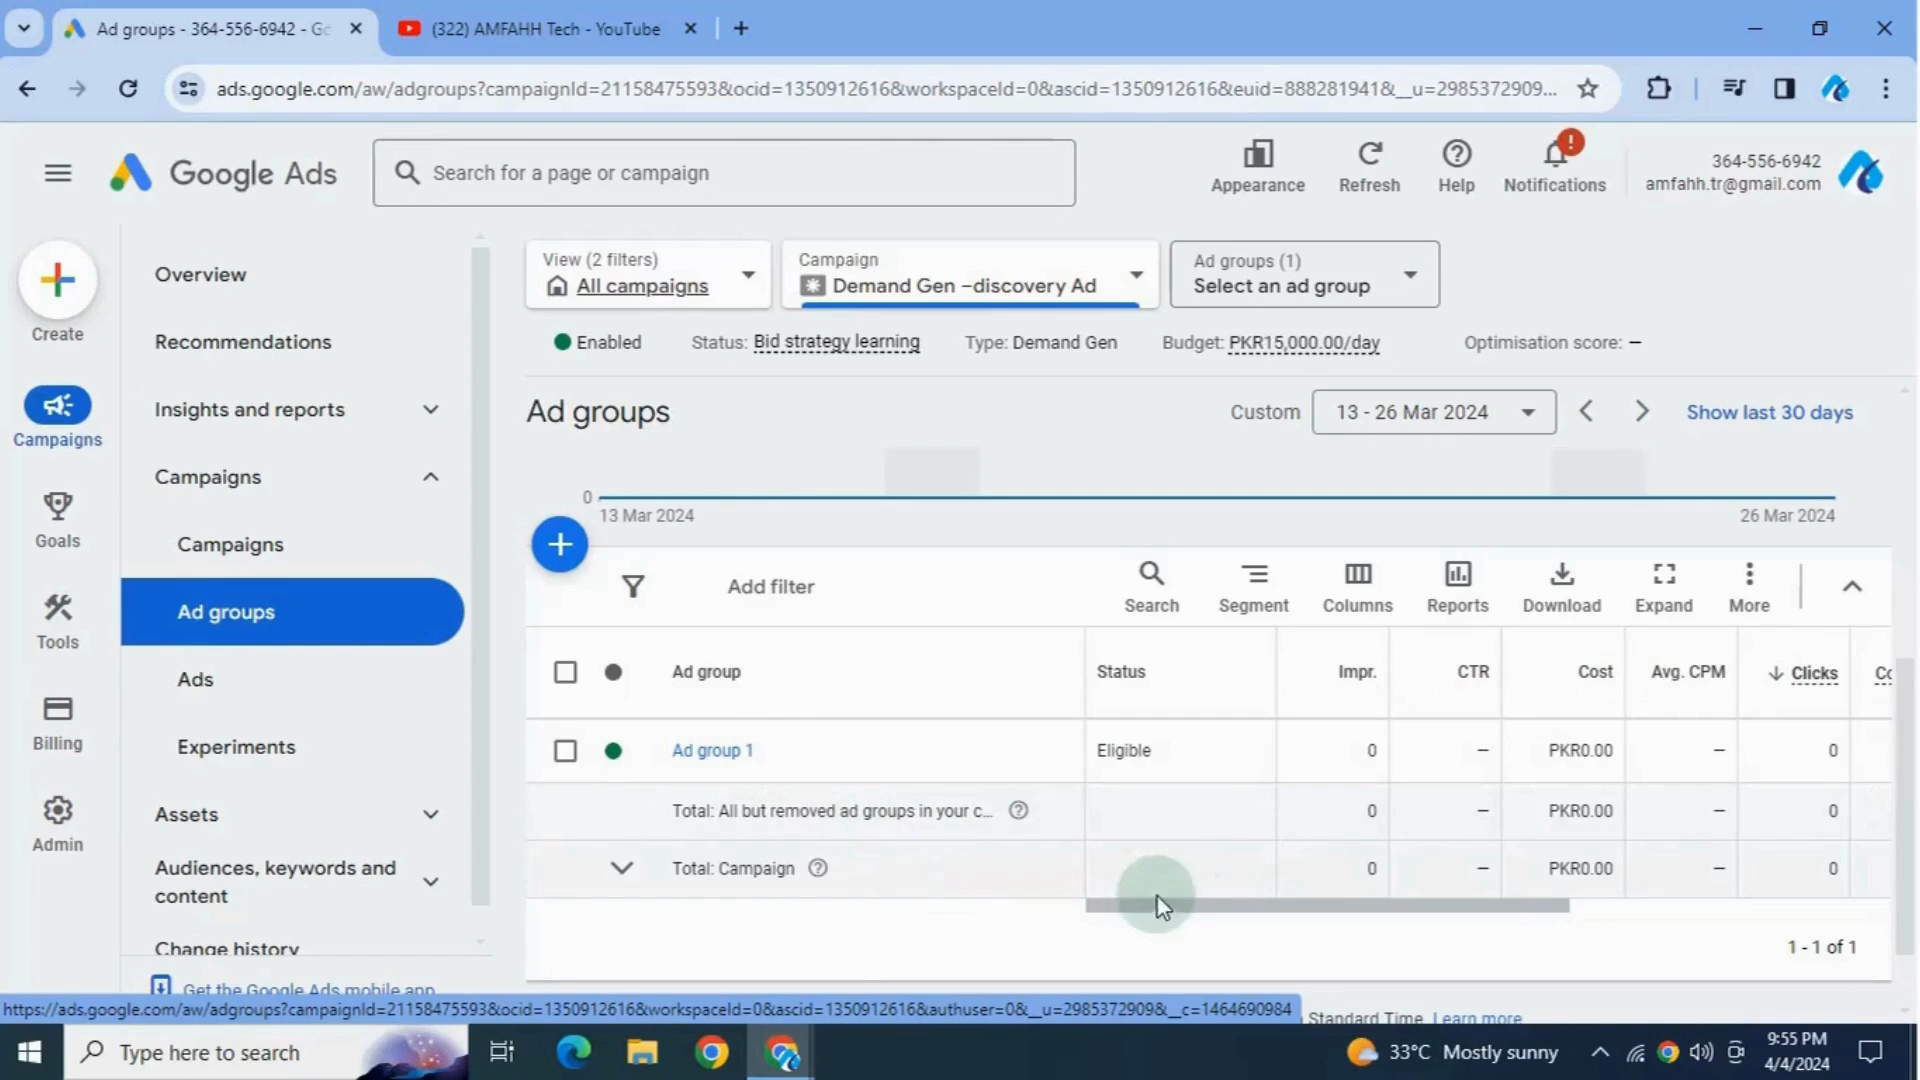 Ad groups - 364-556-6942 - Go
(322) AMFAHH Tech - YouTube
ads.google.com/aw/adgroups?campaignId=21158475593&ocid=1350912616&workspaceId=0&ascid=1350912616&euid=888281941&__u=2985372909...
Google Ads
Search for a page or campaign
Appearance
Refresh
Help
!
Notifications
364-556-6942
amfahh.tr@gmail.com
Create
Campaigns
Goals
Tools
Billing
Admin
Overview
Recommendations
Insights and reports
Campaigns
Campaigns
Ad groups
Ads
Experiments
Assets
Audiences, keywords and
content
Change history
Get the Google Ads mobile app
View (2 filters)
All campaigns
Campaign
Demand Gen –discovery Ad
Ad groups (1)
Select an ad group
Enabled
Status: Bid strategy learning
Type: Demand Gen
Budget: PKR15,000.00/day
Optimisation score: –
Ad groups
Custom
13 - 26 Mar 2024
Show last 30 days
0
13 Mar 2024
26 Mar 2024
Add filter
Search
Segment
Columns
Reports
Download
Expand
More
Ad group Status Impr. CTR Cost Avg. CPM Clicks
Ad group 1 Eligible 0 – PKR0.00 – 0
Total: All but removed ad groups in your c... 0 – PKR0.00 – 0
Total: Campaign 0 – PKR0.00 – 0
1 - 1 of 1
https://ads.google.com/aw/adgroups?campaignId=21158475593&ocid=1350912616&workspaceId=0&ascid=1350912616&authuser=0&__u=2985372909&__c=1464690984
Standard Time. Learn more
Type here to search
33°C Mostly sunny
9:55 PM
4/4/2024